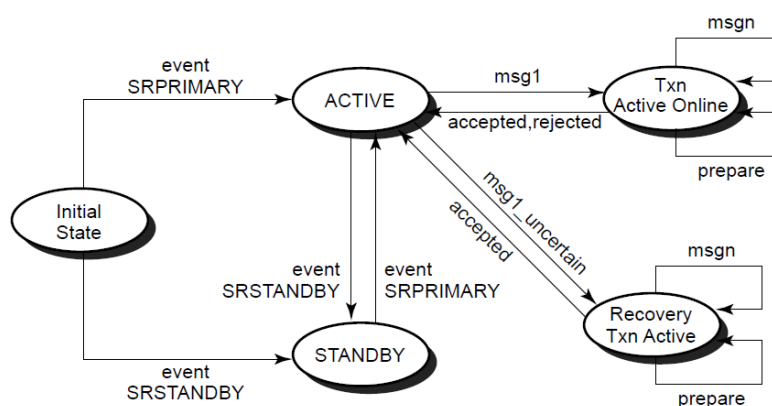 msgn
event
SRPRIMARY
msg1
Txn
Active Online
ACTIVE
accepted,rejected
prepare
msg1_uncertain
accepted
Initial
State
msgn
event
SRSTANDBY
event
SRPRIMARY
Recovery
Txn Active
STANDBY
event
SRSTANDBY
prepare